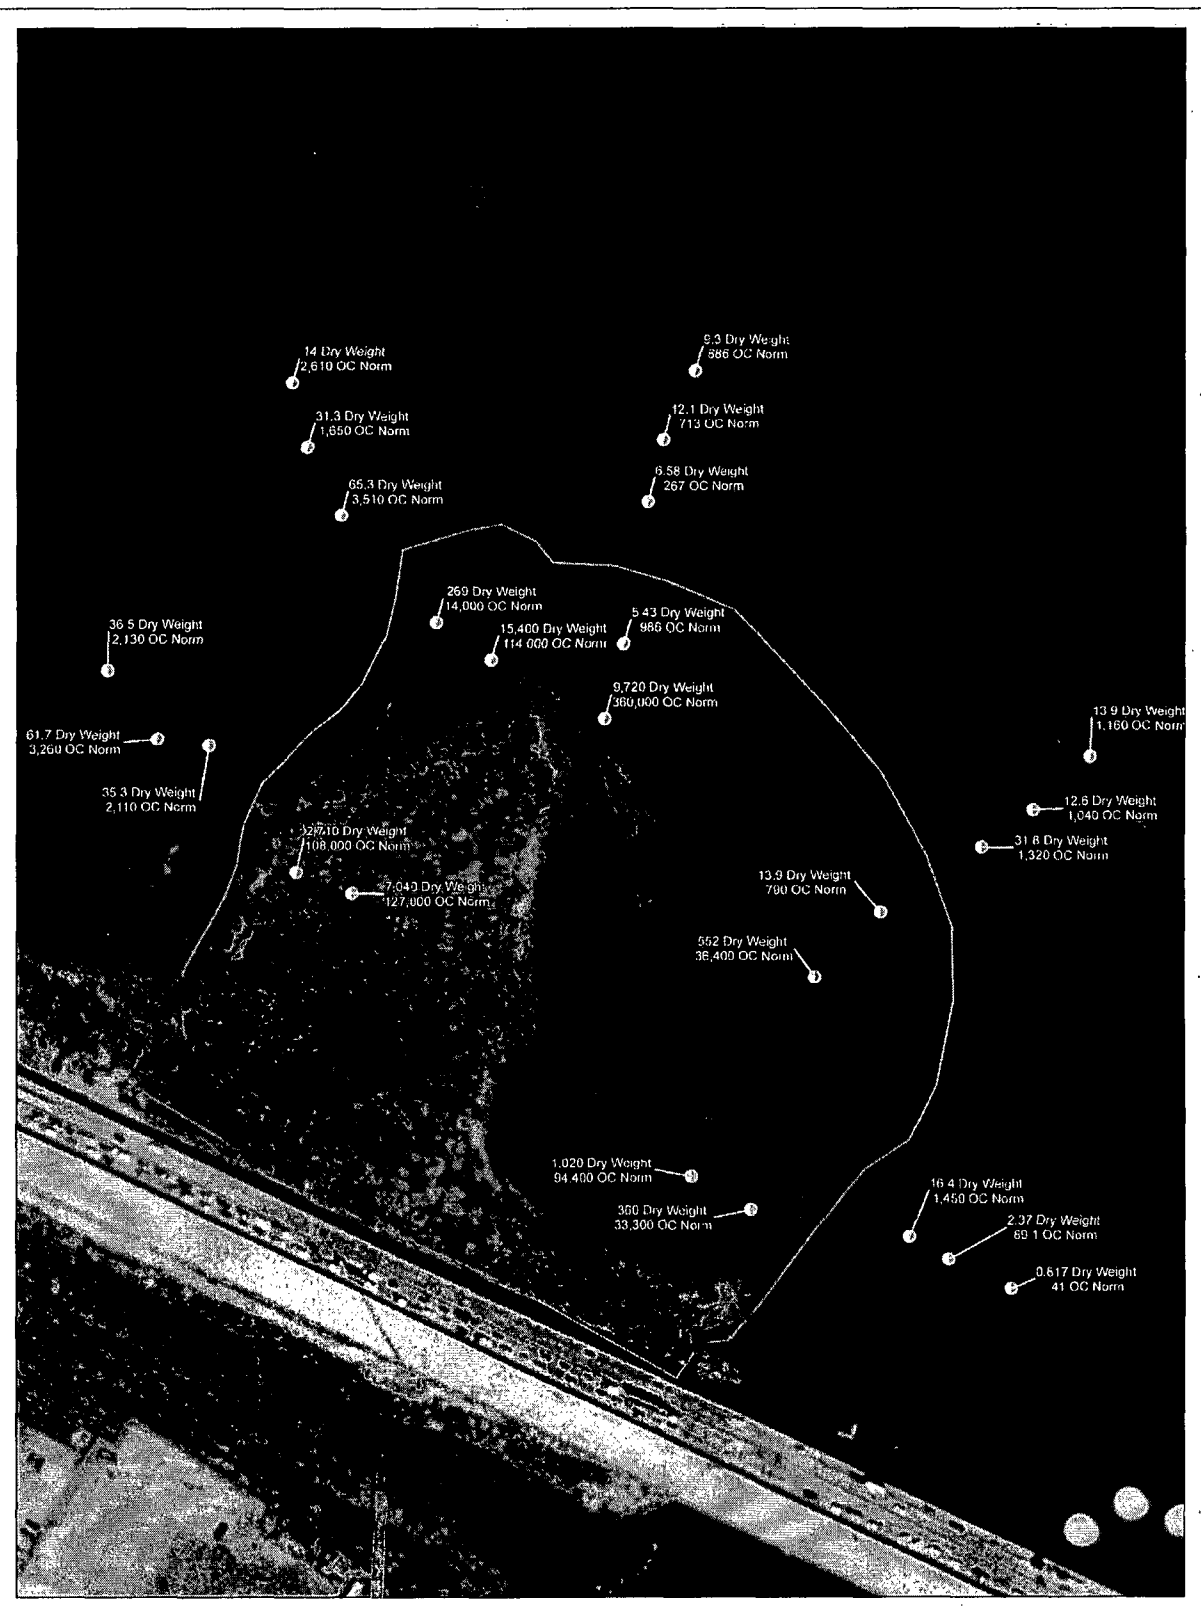 14 Dry Weight
2,610 OC Norm
31.3 Dry Weight
1,650 OC Norm
65.3 Dry Weight
3,510 OC Norm
9.3 Dry Weight
886 OC Norm
12.1 Dry Weight
713 OC Norm
6.58 Dry Weight
267 OC Norm
269 Dry Weight
14,000 OC Norm
15,400 Dry Weight
114,000 OC Norm
5.43 Dry Weight
986 OC Norm
9,720 Dry Weight
360,000 OC Norm
36.5 Dry Weight
2,130 OC Norm
61.7 Dry Weight
3,260 OC Norm
35.3 Dry Weight
2,110 OC Norm
2,710 Dry Weight
108,000 OC Norm
7,040 Dry Weight
127,000 OC Norm
13.9 Dry Weight
1,160 OC Norm
12.6 Dry Weight
1,040 OC Norm
31.6 Dry Weight
1,320 OC Norm
13.9 Dry Weight
790 OC Norm
552 Dry Weight
36,400 OC Norm
1,020 Dry Weight
94,400 OC Norm
360 Dry Weight
33,300 OC Norm
16.4 Dry Weight
1,450 OC Norm
2.37 Dry Weight
69.1 OC Norm
0.617 Dry Weight
41 OC Norm